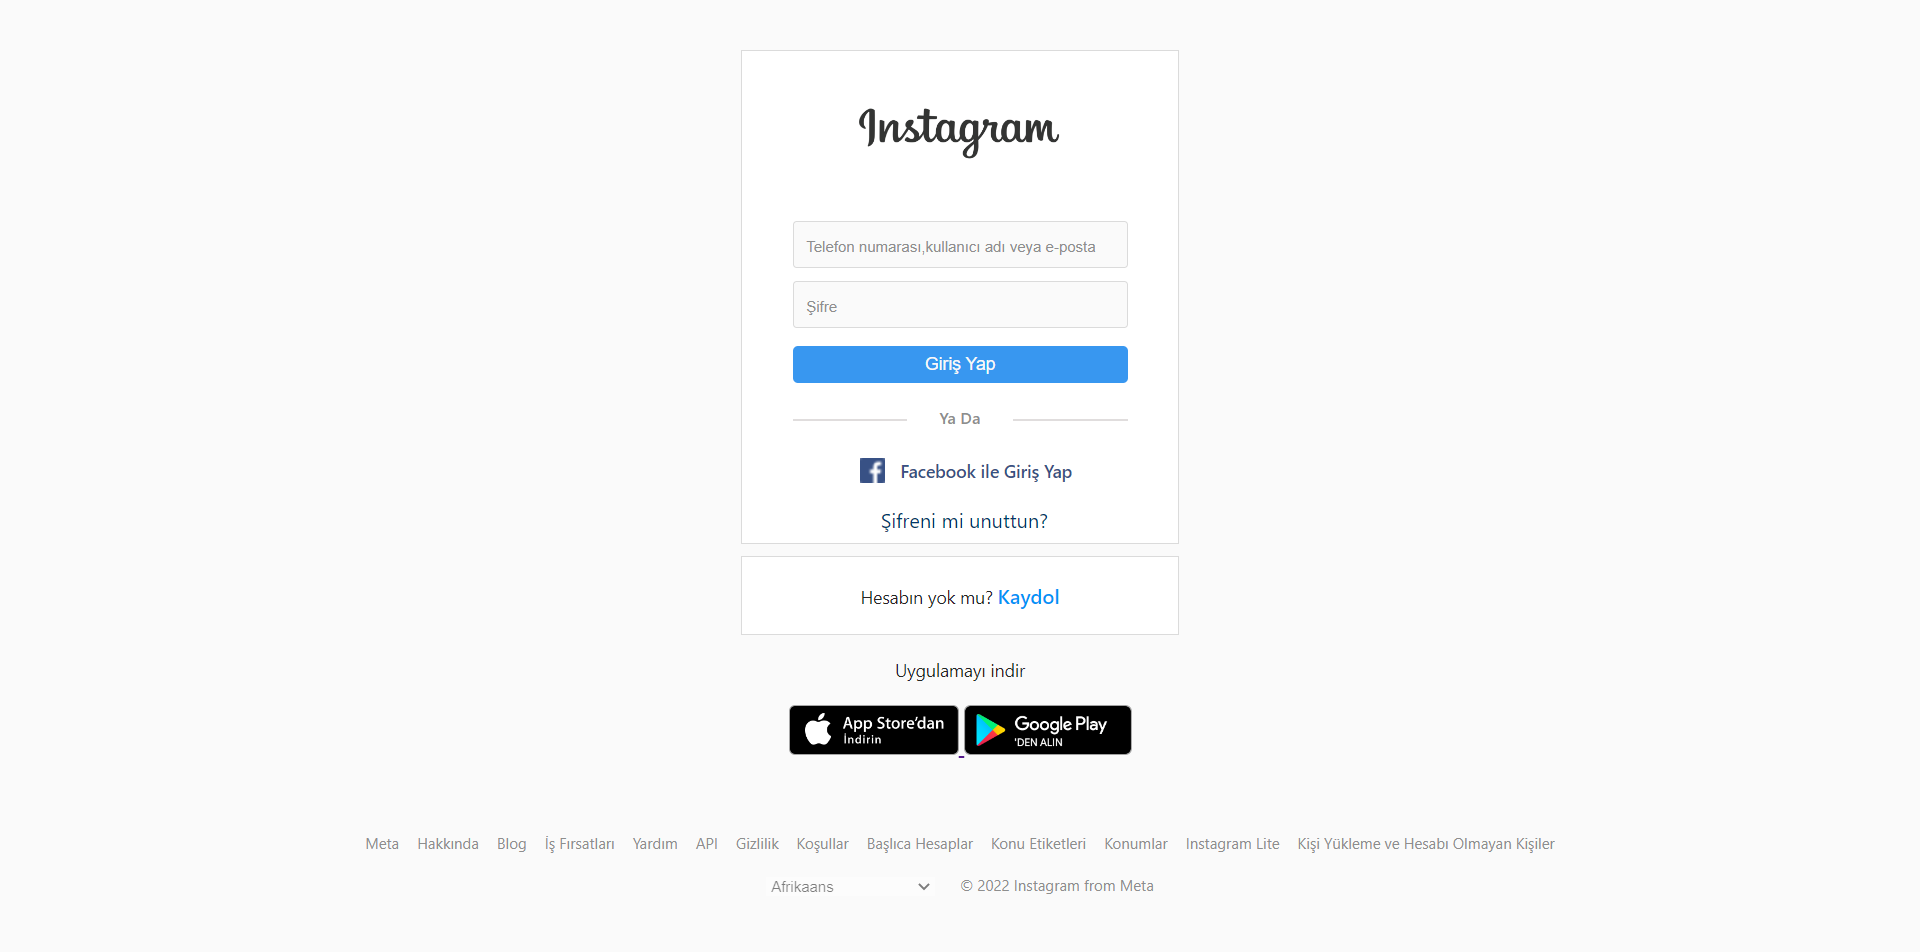 Instagram
Telefon numarası,kullanıcı adı veya e-posta
Şifre
Giriş Yap
Ya Da
Facebook ile Giriş Yap
Şifreni mi unuttun?
Hesabın yok mu? Kaydol
Uygulamayı indir
App Store'dan
İndirin
Google Play
'DEN ALIN
Meta Hakkında Blog İş Fırsatları Yardım API Gizlilik Koşullar Başlıca Hesaplar Konu Etiketleri Konumlar Instagram Lite Kişi Yükleme ve Hesabı Olmayan Kişiler
Afrikaans © 2022 Instagram from Meta